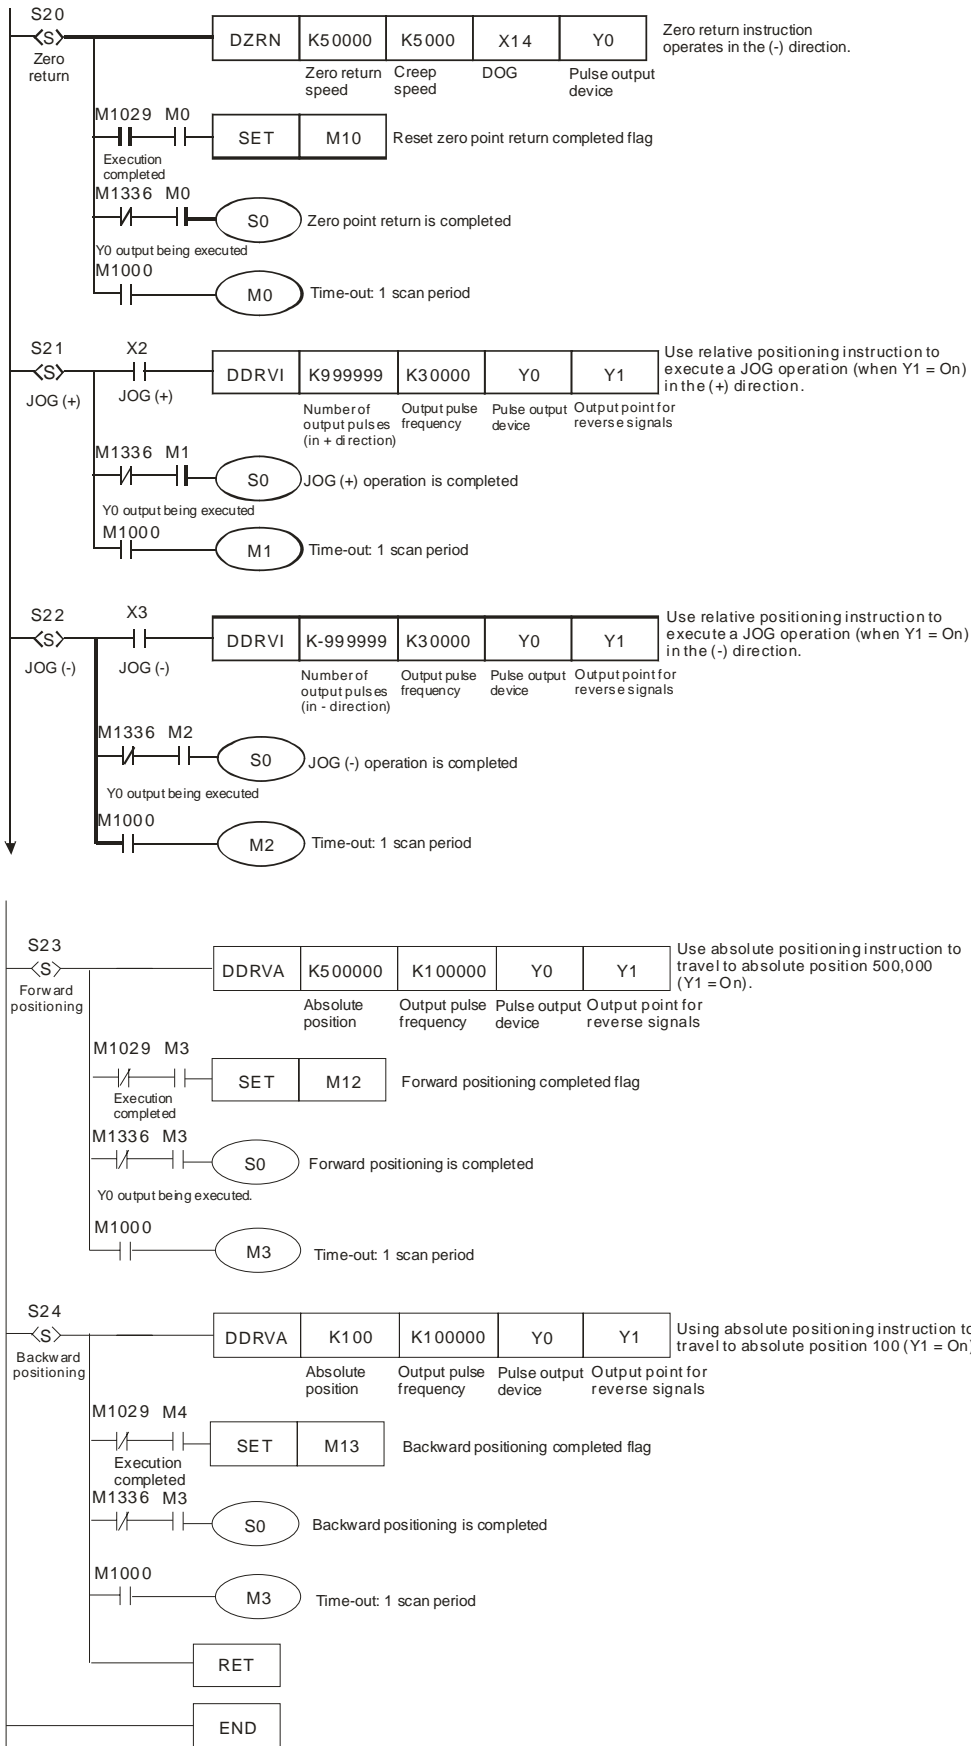 S20
S
Zero
return
DZRN K50000 K5000 X14 Y0
Zero return instruction
operates in the (-) direction.
Zero return
speed
Creep
speed
DOG
Pulse output
device
M1029 M0
SET M10
Reset zero point return completed flag
Execution
completed
M1336 M0
S0
Zero point return is completed
Y0 output being executed
M1000
M0
Time-out: 1 scan period
S21
S
JOG (+)
X2
JOG (+)
DDRVI K999999 K30000 Y0 Y1
Use relative positioning instruction to
execute a JOG operation (when Y1 = On)
in the (+) direction.
Number of
output pulses
(in + direction)
Output pulse
frequency
Pulse output
device
Output point for
reverse signals
M1336 M1
S0
JOG (+) operation is completed
Y0 output being executed
M1000
M1
Time-out: 1 scan period
S22
S
JOG (-)
X3
JOG (-)
DDRVI K-999999 K30000 Y0 Y1
Use relative positioning instruction to
execute a JOG operation (when Y1 = On)
in the (-) direction.
Number of
output pulses
(in - direction)
Output pulse
frequency
Pulse output
device
Output point for
reverse signals
M1336 M2
S0
JOG (-) operation is completed
Y0 output being executed
M1000
M2
Time-out: 1 scan period
S23
S
Forward
positioning
DDRVA K500000 K100000 Y0 Y1
Use absolute positioning instruction to
travel to absolute position 500,000
(Y1 = On).
Absolute
position
Output pulse
frequency
Pulse output
device
Output point for
reverse signals
M1029 M3
SET M12
Forward positioning completed flag
Execution
completed
M1336 M3
S0
Forward positioning is completed
Y0 output being executed.
M1000
M3
Time-out: 1 scan period
S24
S
Backward
positioning
DDRVA K100 K100000 Y0 Y1
Using absolute positioning instruction to
travel to absolute position 100 (Y1 = On)
Absolute
position
Output pulse
frequency
Pulse output
device
Output point for
reverse signals
M1029 M4
SET M13
Backward positioning completed flag
Execution
completed
M1336 M3
S0
Backward positioning is completed
M1000
M3
Time-out: 1 scan period
RET
END